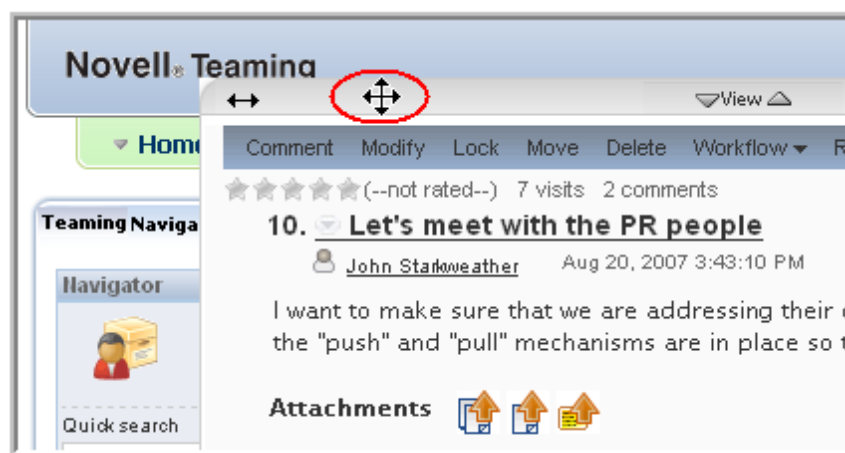 Novell® Teaming
View
Home
Comment Modify Lock Move Delete Workflow
(--not rated--) 7 visits 2 comments
Teaming Naviga
10. Let's meet with the PR people
John Starkweather Aug 20, 2007 3:43:10 PM
Navigator
I want to make sure that we are addressing their
the "push" and "pull" mechanisms are in place so
Attachments
Quick search